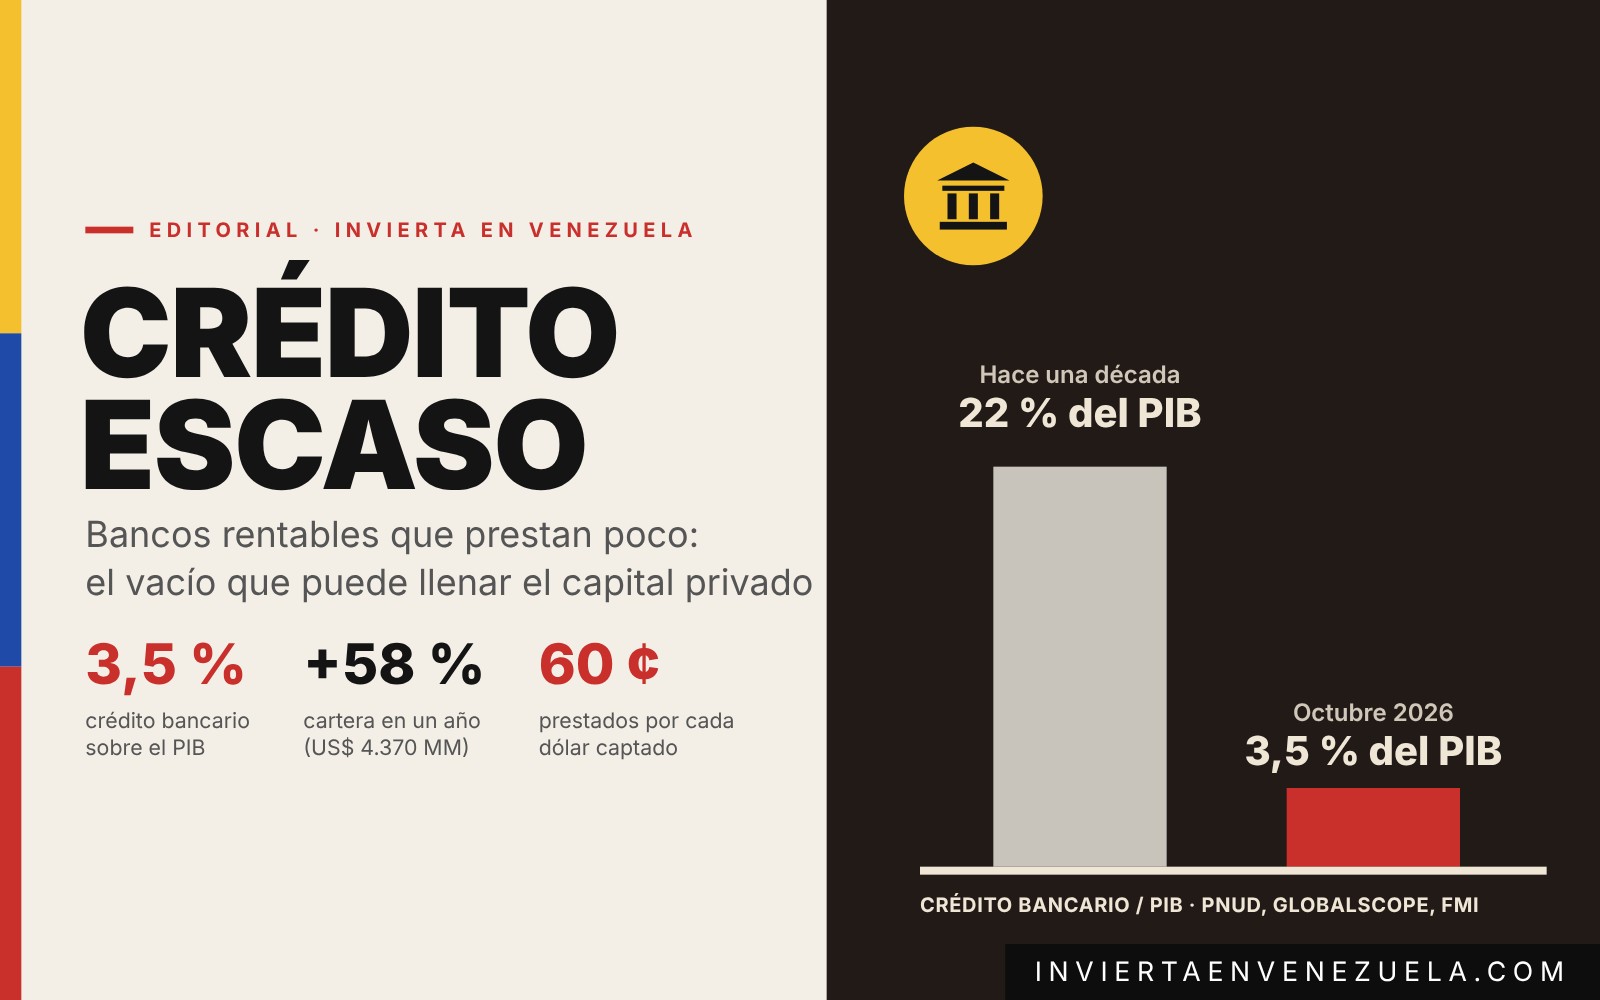 EDITORIAL · INVIERTA EN VENEZUELA
CRÉDITO
ESCASO
Bancos rentables que prestan poco:
el vacío que puede llenar el capital privado
3,5 %
crédito bancario
sobre el PIB
+58 %
cartera en un año
(US$ 4.370 MM)
60 ¢
prestados por cada
dólar captado
Hace una década
22 % del PIB
Octubre 2026
3,5 % del PIB
CRÉDITO BANCARIO / PIB · PNUD, GLOBALSCOPE, FMI
INVIERTAENVENEZUELA.COM